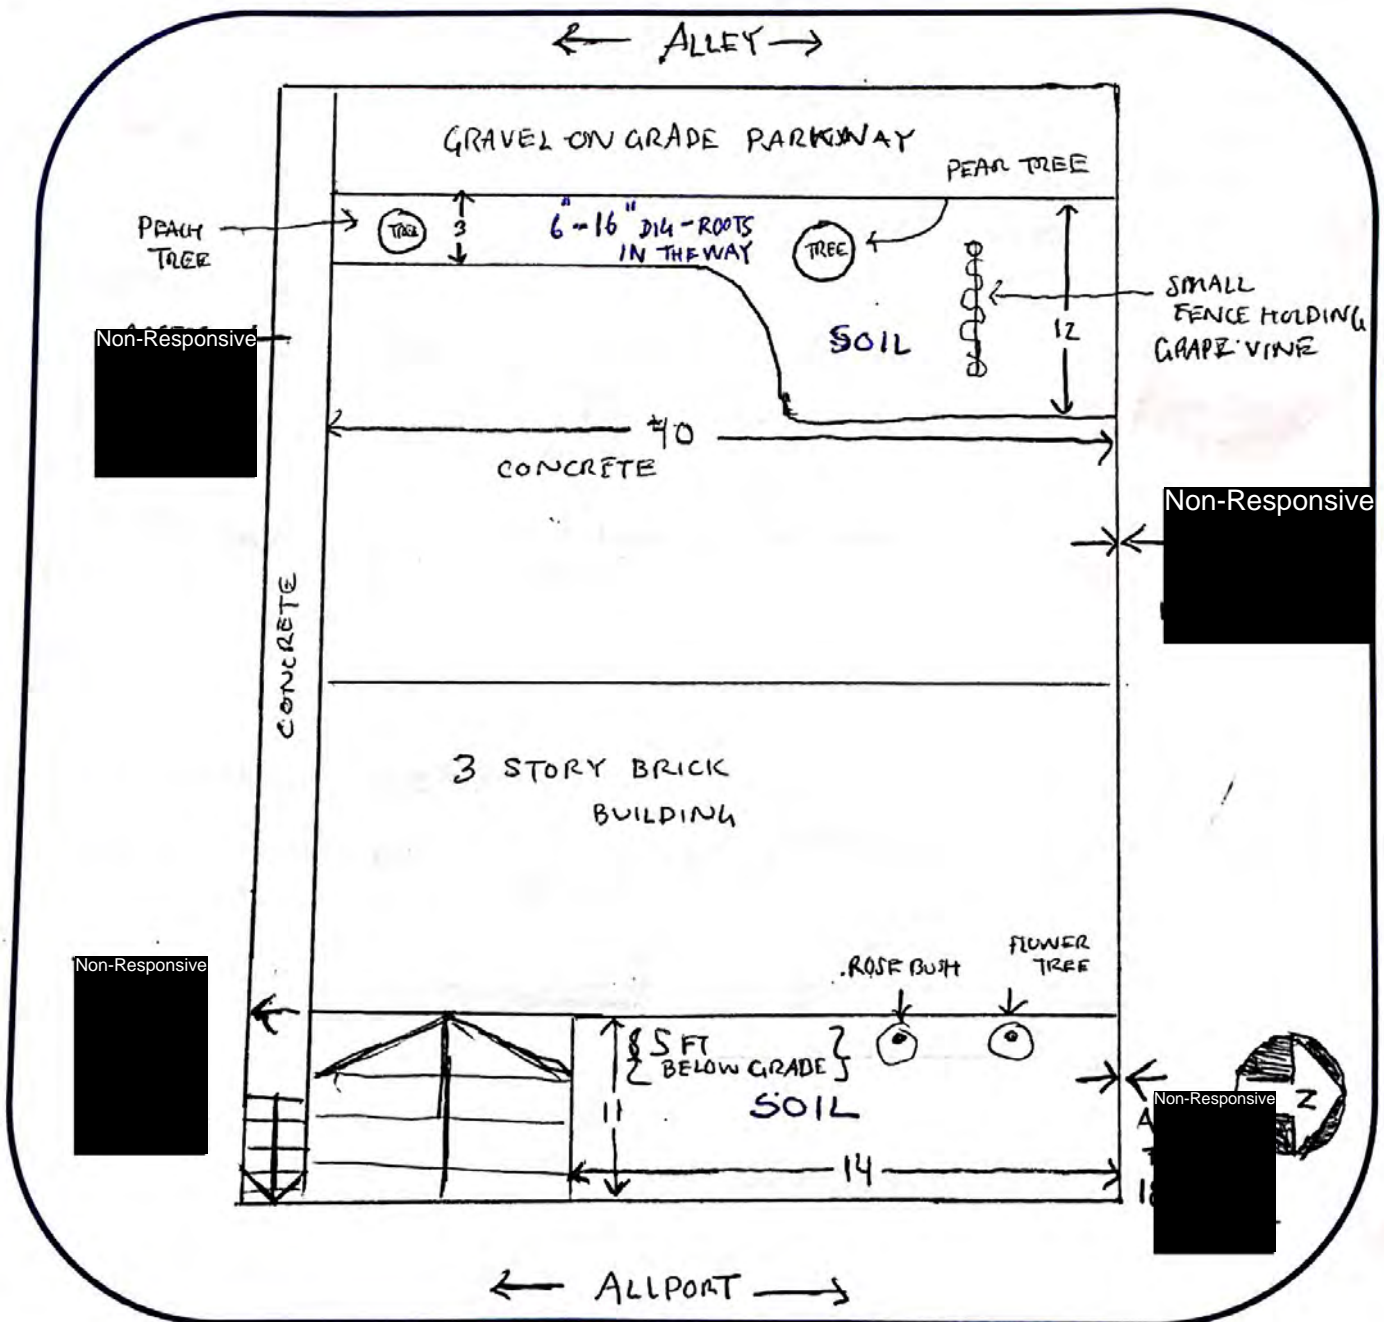 ← ALLEY →
GRAVEL ON GRADE PARKWAY
PEAR TREE
PEACH
TREE
TREE
3
6"-16" DIG-ROOTS
IN THE WAY
TREE
12
SMALL
FENCE HOLDING
GRAPE VINE
SOIL
Non-Responsive
±40
CONCRETE
Non-Responsive
CONCRETE
3 STORY BRICK
BUILDING
Non-Responsive
ROSE BUSH
FLOWER
TREE
5 FT
BELOW GRADE
SOIL
11
14
N
Non-Responsive
A
18
← ALLPORT →